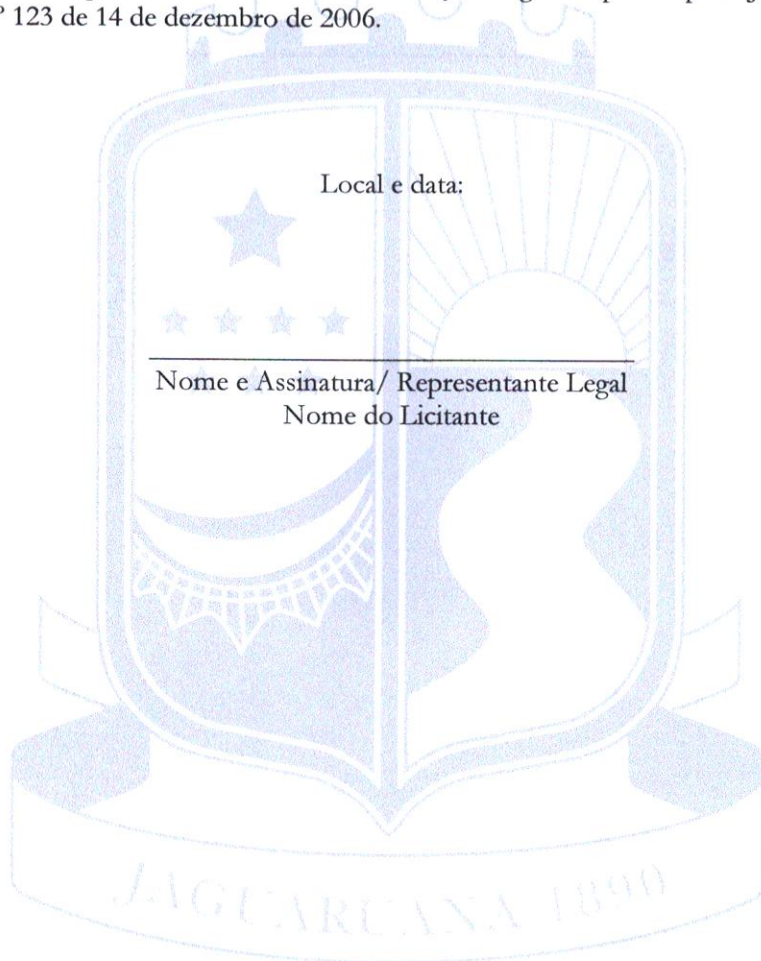 º 123 de 14 de dezembro de 2006.
Local e data:
Nome e Assinatura/ Representante Legal
Nome do Licitante
JAGUARUANA 1890